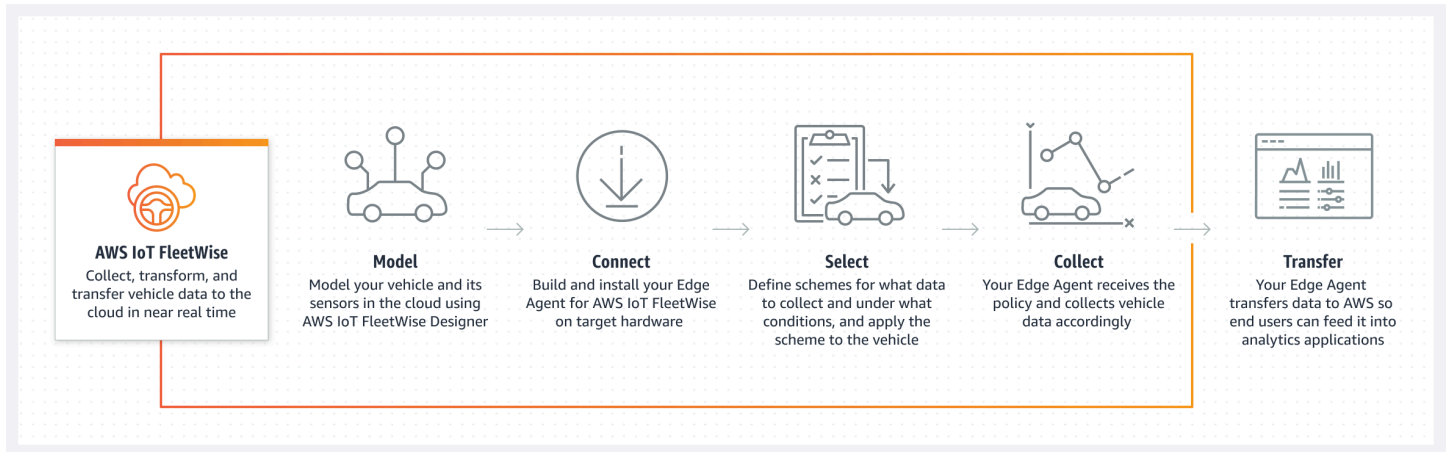 AWS IoT FleetWise
Collect, transform, and
transfer vehicle data to the
cloud in near real time
Model
Model your vehicle and its
sensors in the cloud using
AWS IoT FleetWise Designer
Connect
Build and install your Edge
Agent for AWS IoT FleetWise
on target hardware
Select
Define schemes for what data
to collect and under what
conditions, and apply the
scheme to the vehicle
Collect
Your Edge Agent receives the
policy and collects vehicle
data accordingly
Transfer
Your Edge Agent
transfers data to AWS so
end users can feed it into
analytics applications